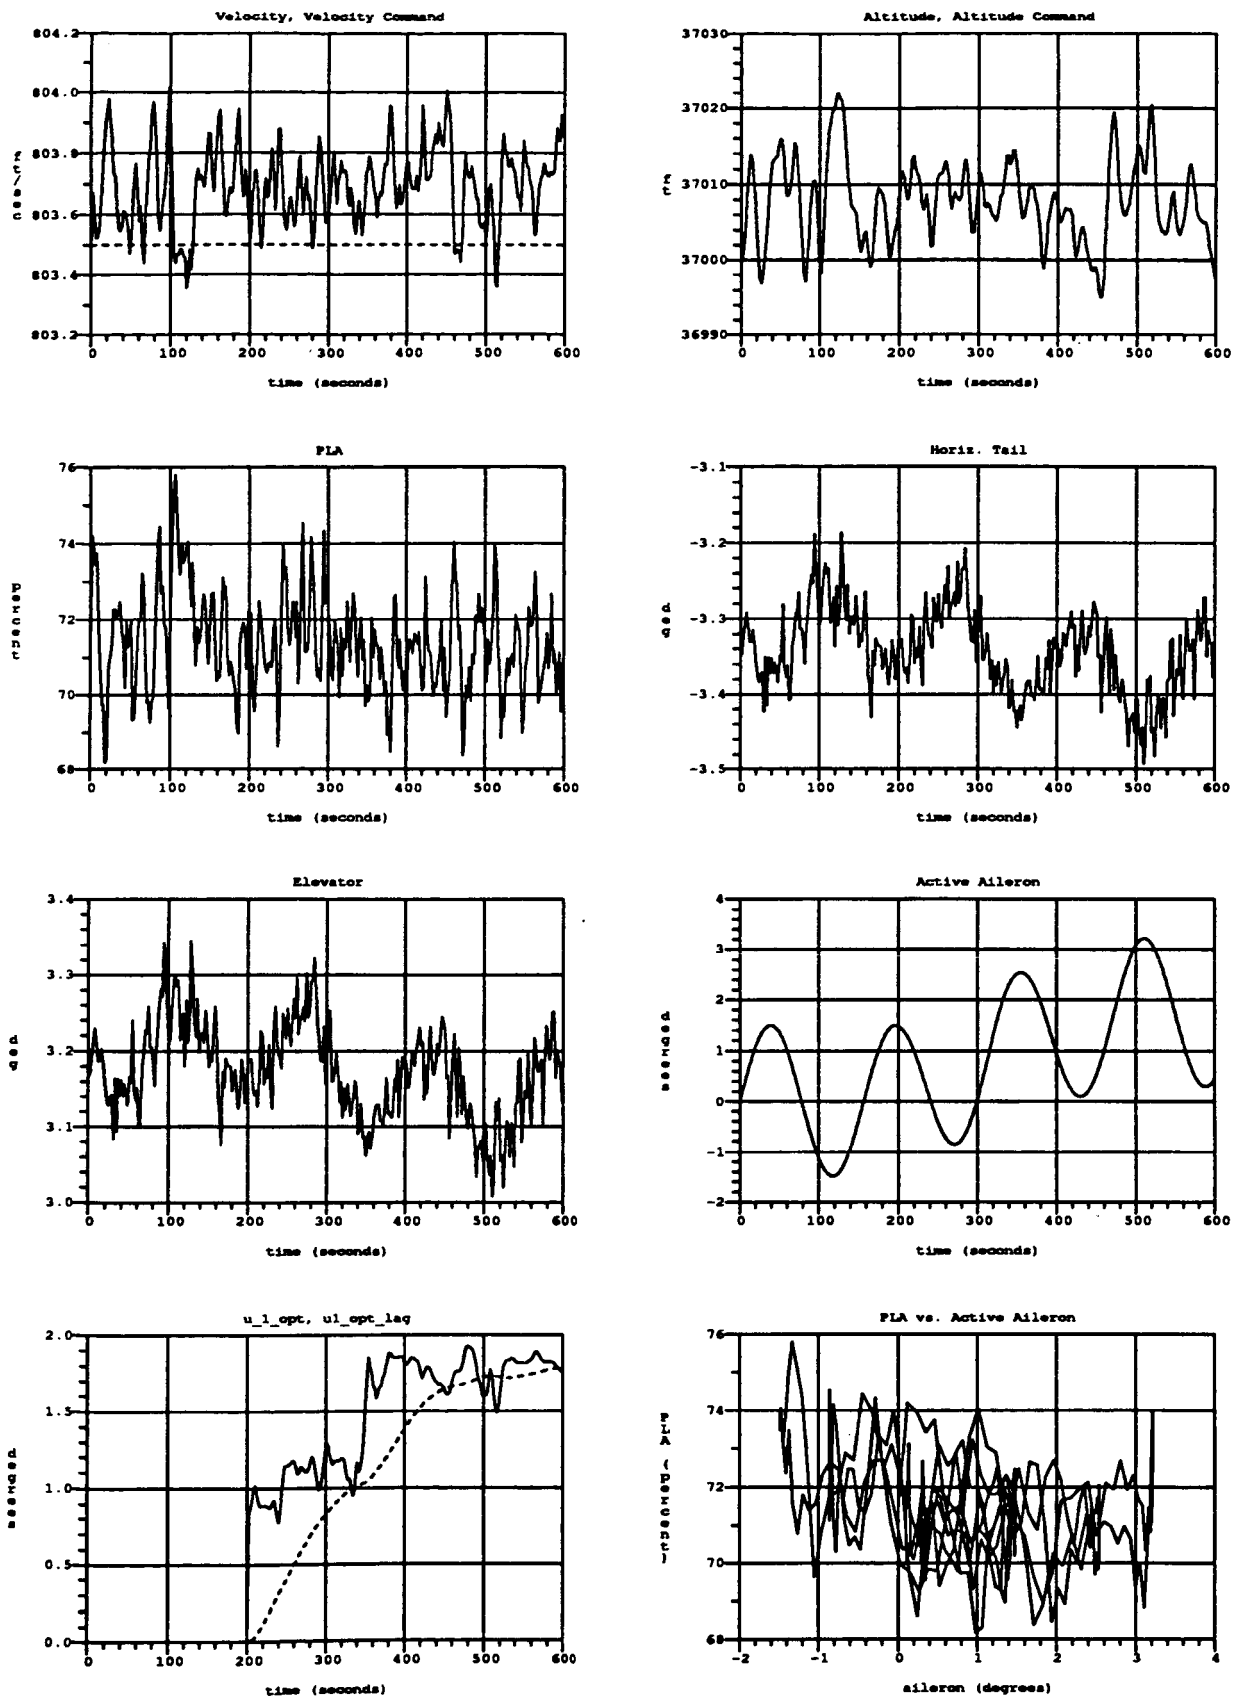 Velocity, Velocity Command
804.2
804.0
803.8
803.6
803.4
803.2
ft/sec
0 100 200 300 400 500 600
time (seconds)
Altitude, Altitude Command
37030
37020
37010
37000
36990
ft
0 100 200 300 400 500 600
time (seconds)
PLA
76
74
72
70
68
Percent
0 100 200 300 400 500 600
time (seconds)
Horiz. Tail
-3.1
-3.2
-3.3
-3.4
-3.5
deg
0 100 200 300 400 500 600
time (seconds)
Elevator
3.4
3.3
3.2
3.1
3.0
deg
0 100 200 300 400 500 600
time (seconds)
Active Aileron
4
3
2
1
0
-1
-2
degrees
0 100 200 300 400 500 600
time (seconds)
u_1_opt, u1_opt_lag
2.0
1.5
1.0
0.5
0.0
degrees
0 100 200 300 400 500 600
time (seconds)
PLA vs. Active Aileron
76
74
72
70
68
PLA (percent)
-2 -1 0 1 2 3 4
aileron (degrees)